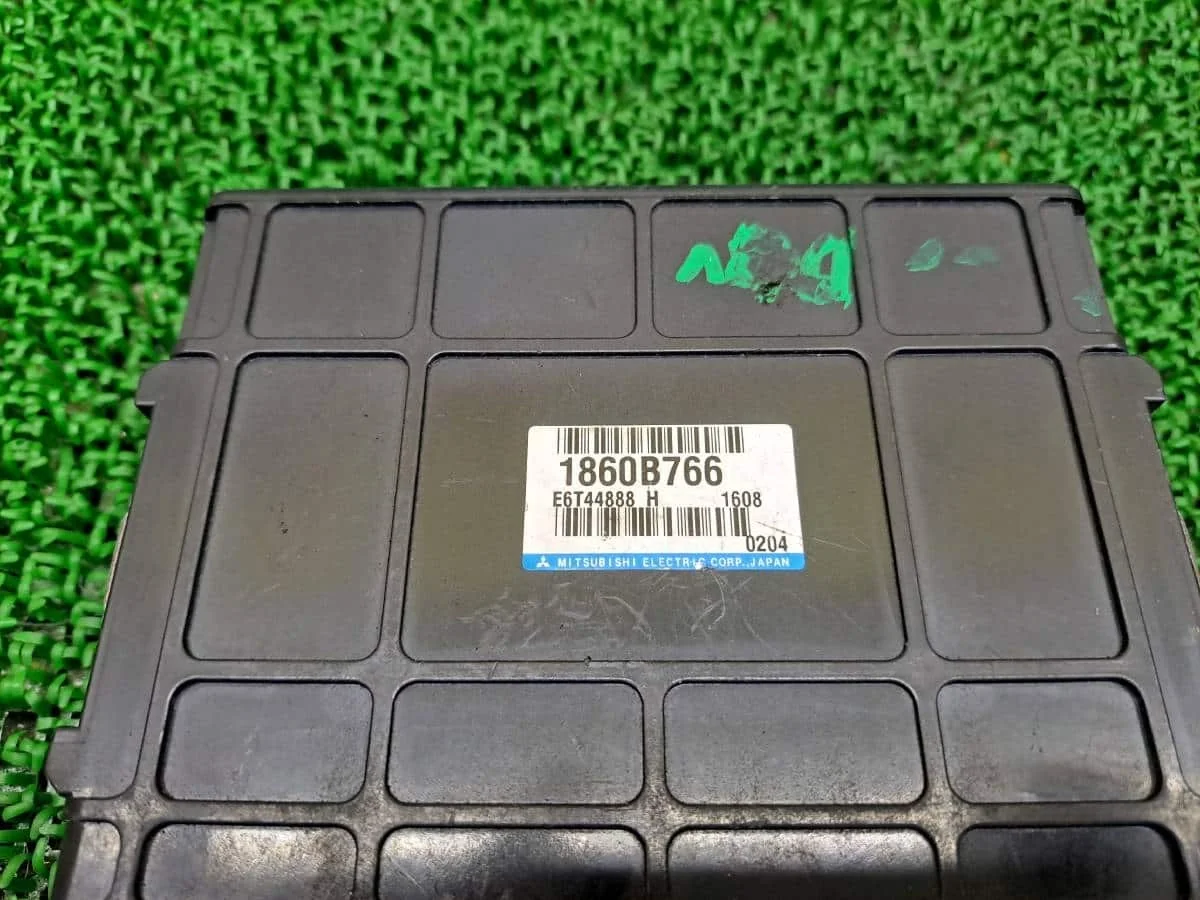 1860B766
E6T44888 H 1608
0204
MITSUBISHI ELECTRIC CORP., JAPAN